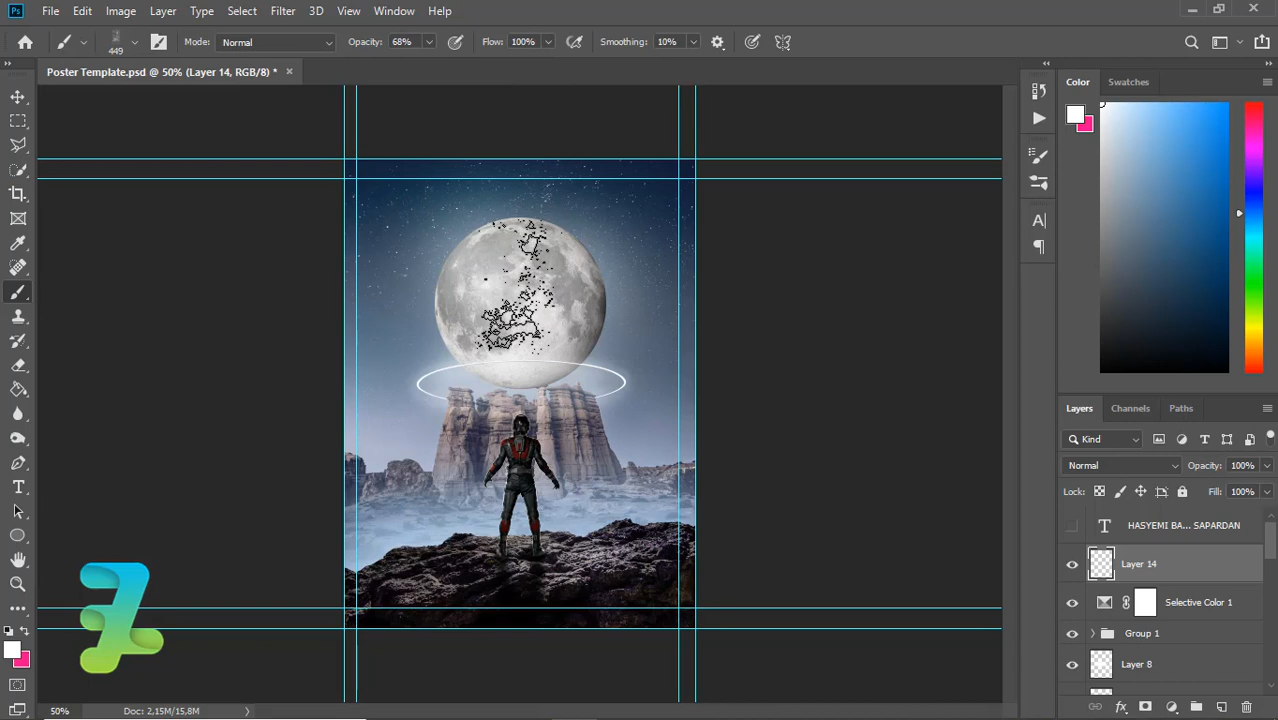 Ps File Edit Image Layer Type Select Filter 3D View Window Help
449 Mode: Normal Opacity: 68% Flow: 100% Smoothing: 10%
Poster Template.psd @ 50% (Layer 14, RGB/8) * ×
Color Swatches
Layers Channels Paths
Kind
Normal Opacity: 100%
Lock: Fill: 100%
HASYEMI BA... SAPARDAN
Layer 14
Selective Color 1
Group 1
Layer 8
50% Doc: 2,15M/15,8M